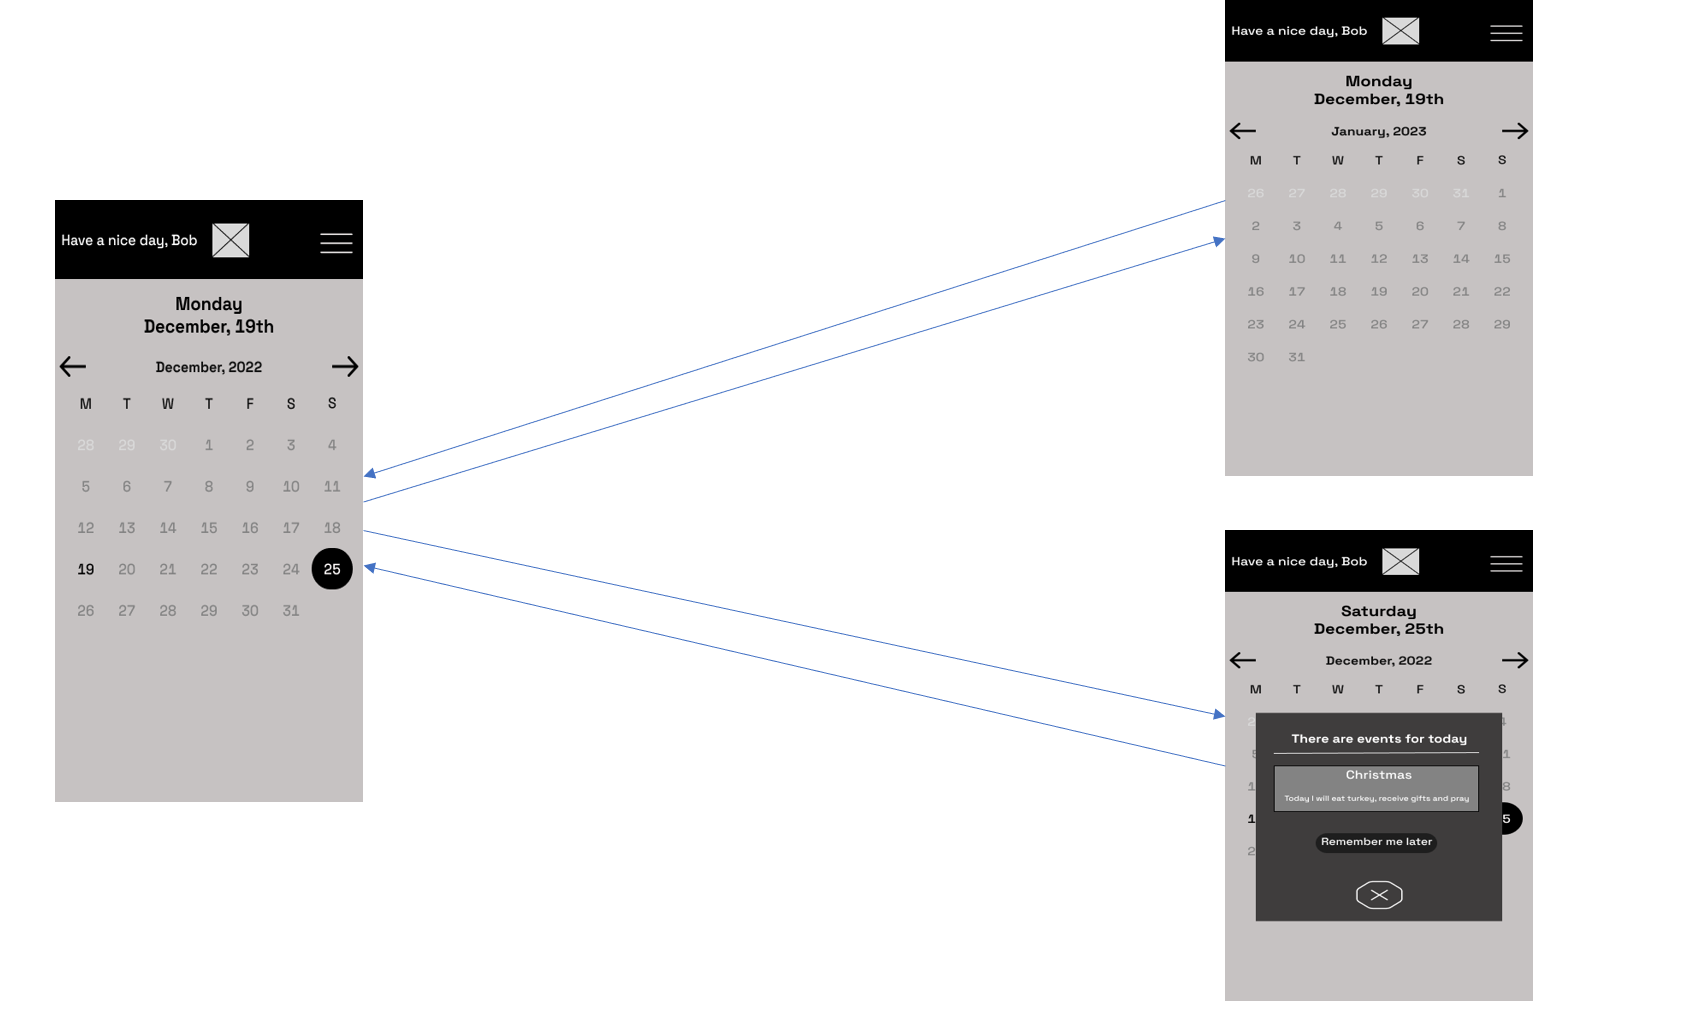 Have a nice day, Bob
Monday
December, 19th
December, 2022
M T W T F S S
28 29 30 1 2 3 4
5 6 7 8 9 10 11
12 13 14 15 16 17 18
19 20 21 22 23 24 25
26 27 28 29 30 31
Have a nice day, Bob
Monday
December, 19th
January, 2023
M T W T F S S
26 27 28 29 30 31 1
2 3 4 5 6 7 8
9 10 11 12 13 14 15
16 17 18 19 20 21 22
23 24 25 26 27 28 29
30 31
Have a nice day, Bob
Saturday
December, 25th
December, 2022
M T W T F S S
There are events for today
Christmas
Today I will eat turkey, receive gifts and pray
Remember me later